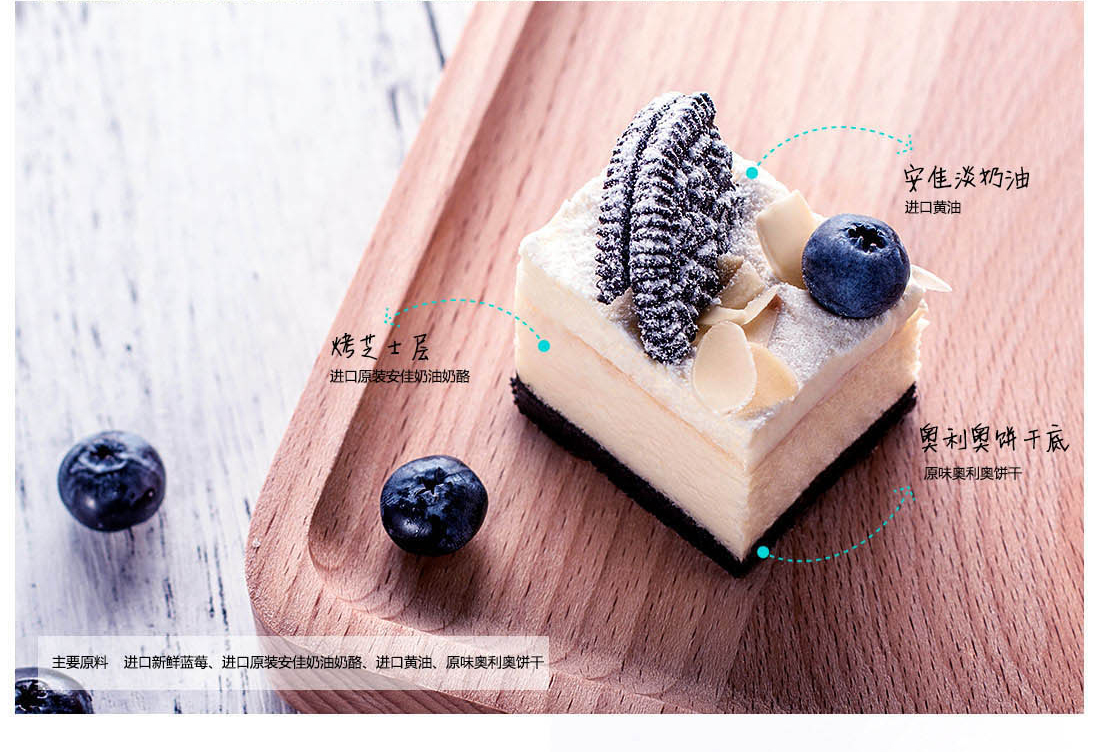 安佳淡奶油
进口黄油
烤芝士层
进口原装安佳奶油奶酪
奥利奥饼干底
原味奥利奥饼干
主要原料 进口新鲜蓝莓、进口原装安佳奶油奶酪、进口黄油、原味奥利奥饼干